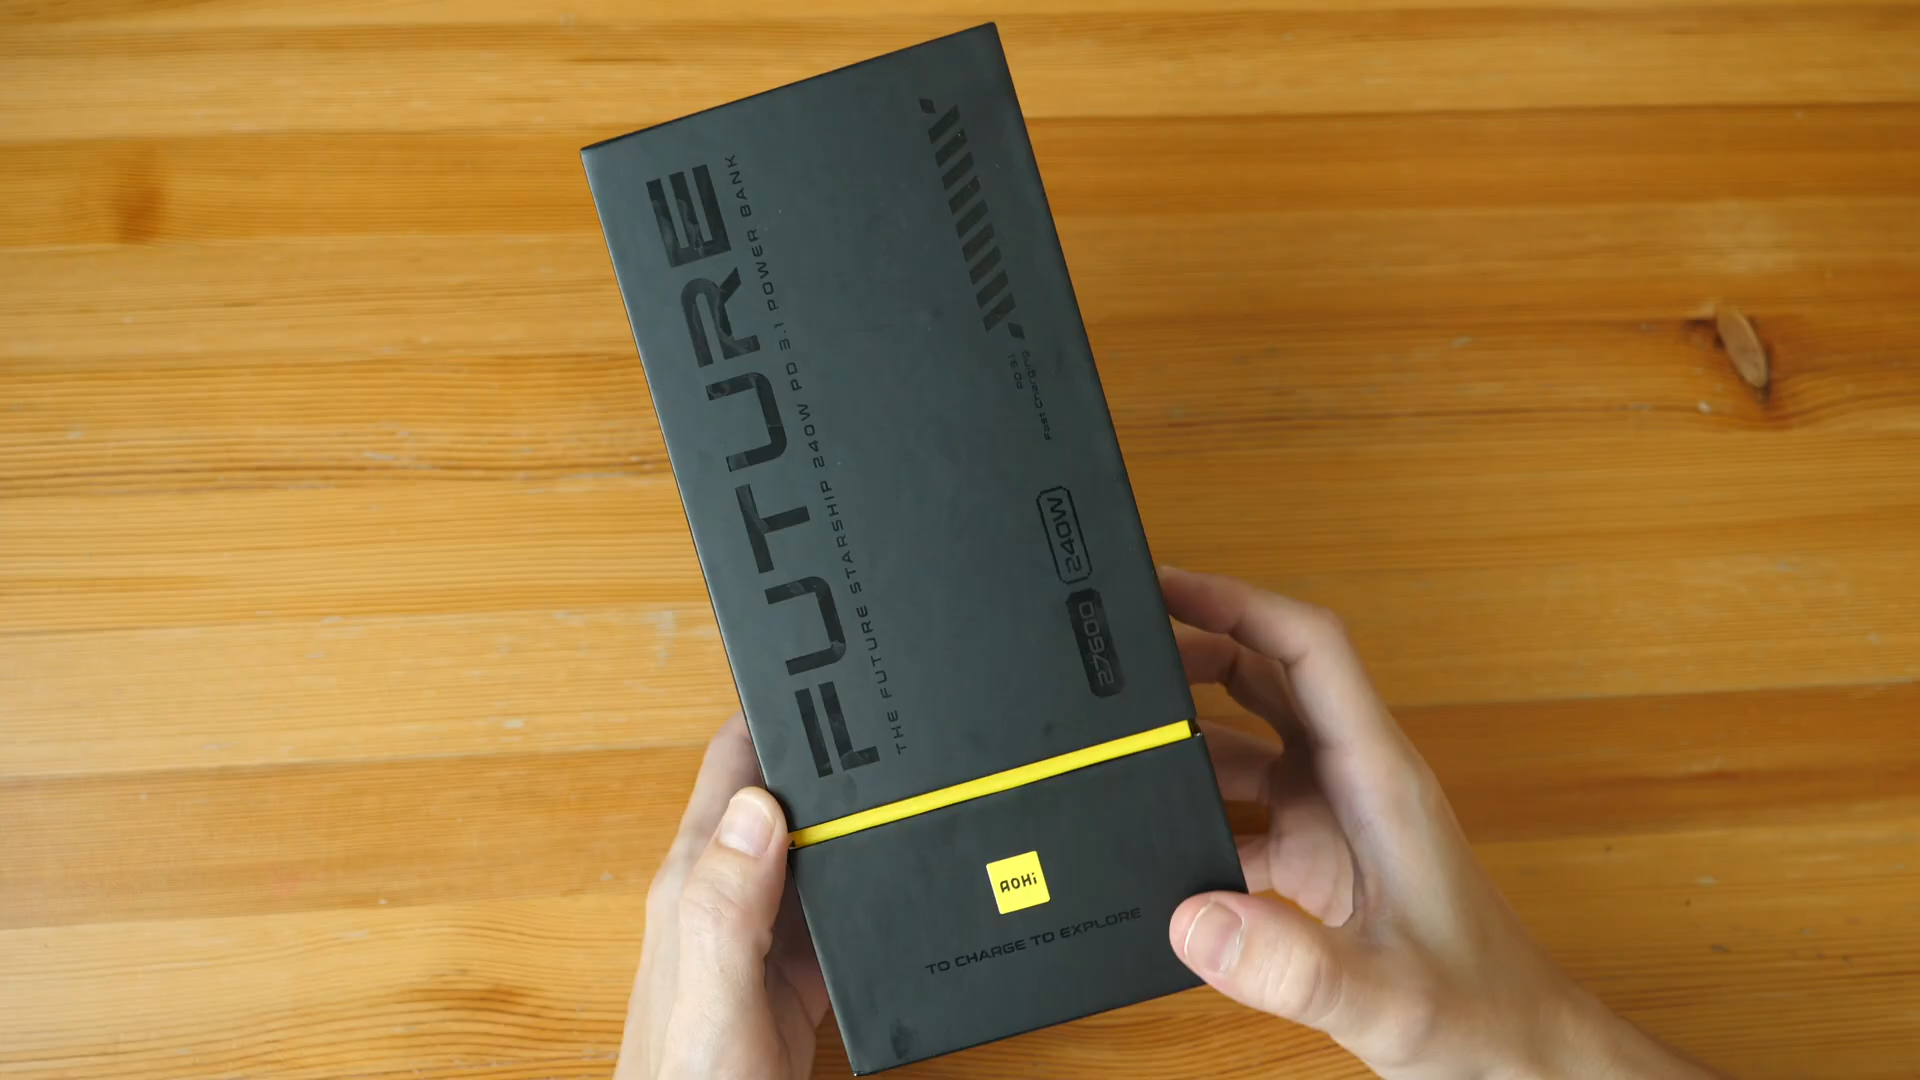 FUTURE
THE FUTURE STARSHIP 240W PD 3.1 POWER BANK
PD 3.1
Fast Charging
27600 240W
AOHi
TO CHARGE TO EXPLORE